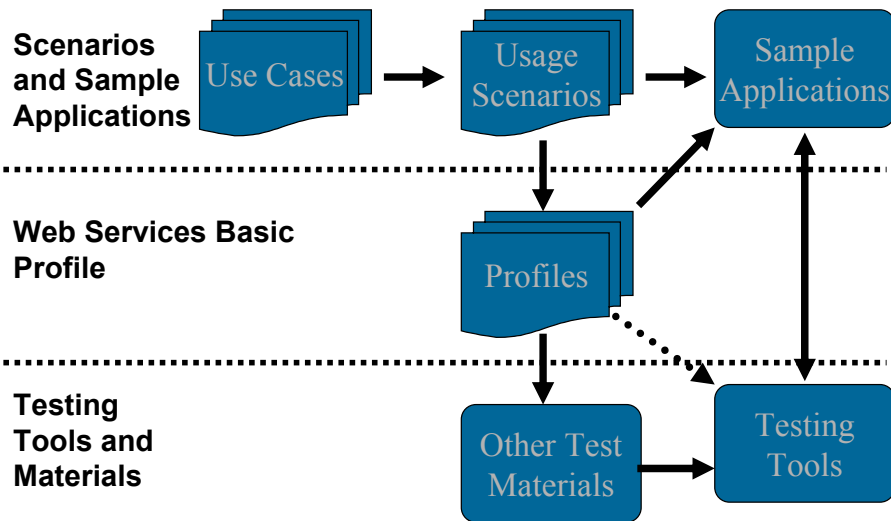 Scenarios
and Sample
Applications
Use Cases
Usage
Scenarios
Sample
Applications
Web Services Basic
Profile
Profiles
Testing
Tools and
Materials
Other Test
Materials
Testing
Tools